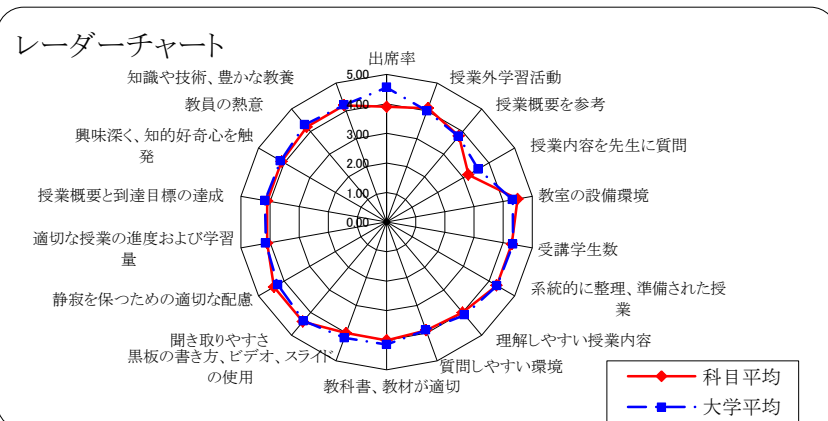 レーダーチャート
出席率
授業外学習活動
授業概要を参考
授業内容を先生に質問
教室の設備環境
受講学生数
系統的に整理、準備された授
業
理解しやすい授業内容
質問しやすい環境
教科書、教材が適切
黒板の書き方、ビデオ、スライド
の使用
聞き取りやすさ
静寂を保つための適切な配慮
適切な授業の進度および学習
量
授業概要と到達目標の達成
興味深く、知的好奇心を触
発
教員の熱意
知識や技術、豊かな教養
5.00
4.00
3.00
2.00
1.00
0.00
科目平均
大学平均